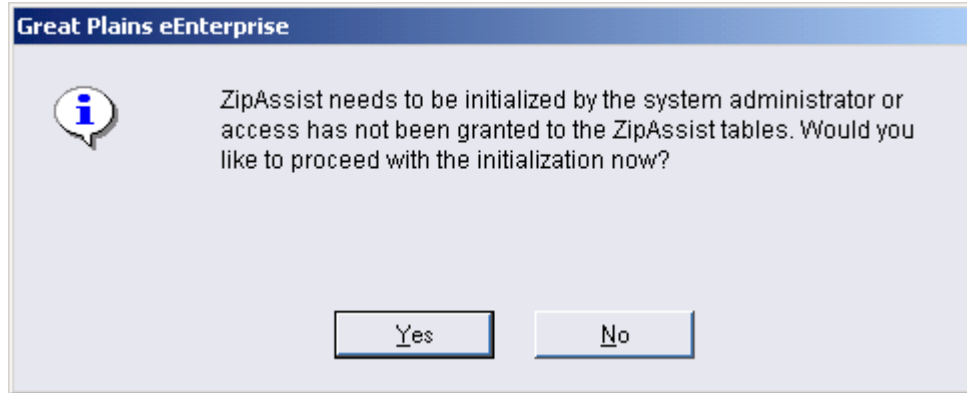 Great Plains eEnterprise
ZipAssist needs to be initialized by the system administrator or
access has not been granted to the ZipAssist tables. Would you
like to proceed with the initialization now?
Yes No